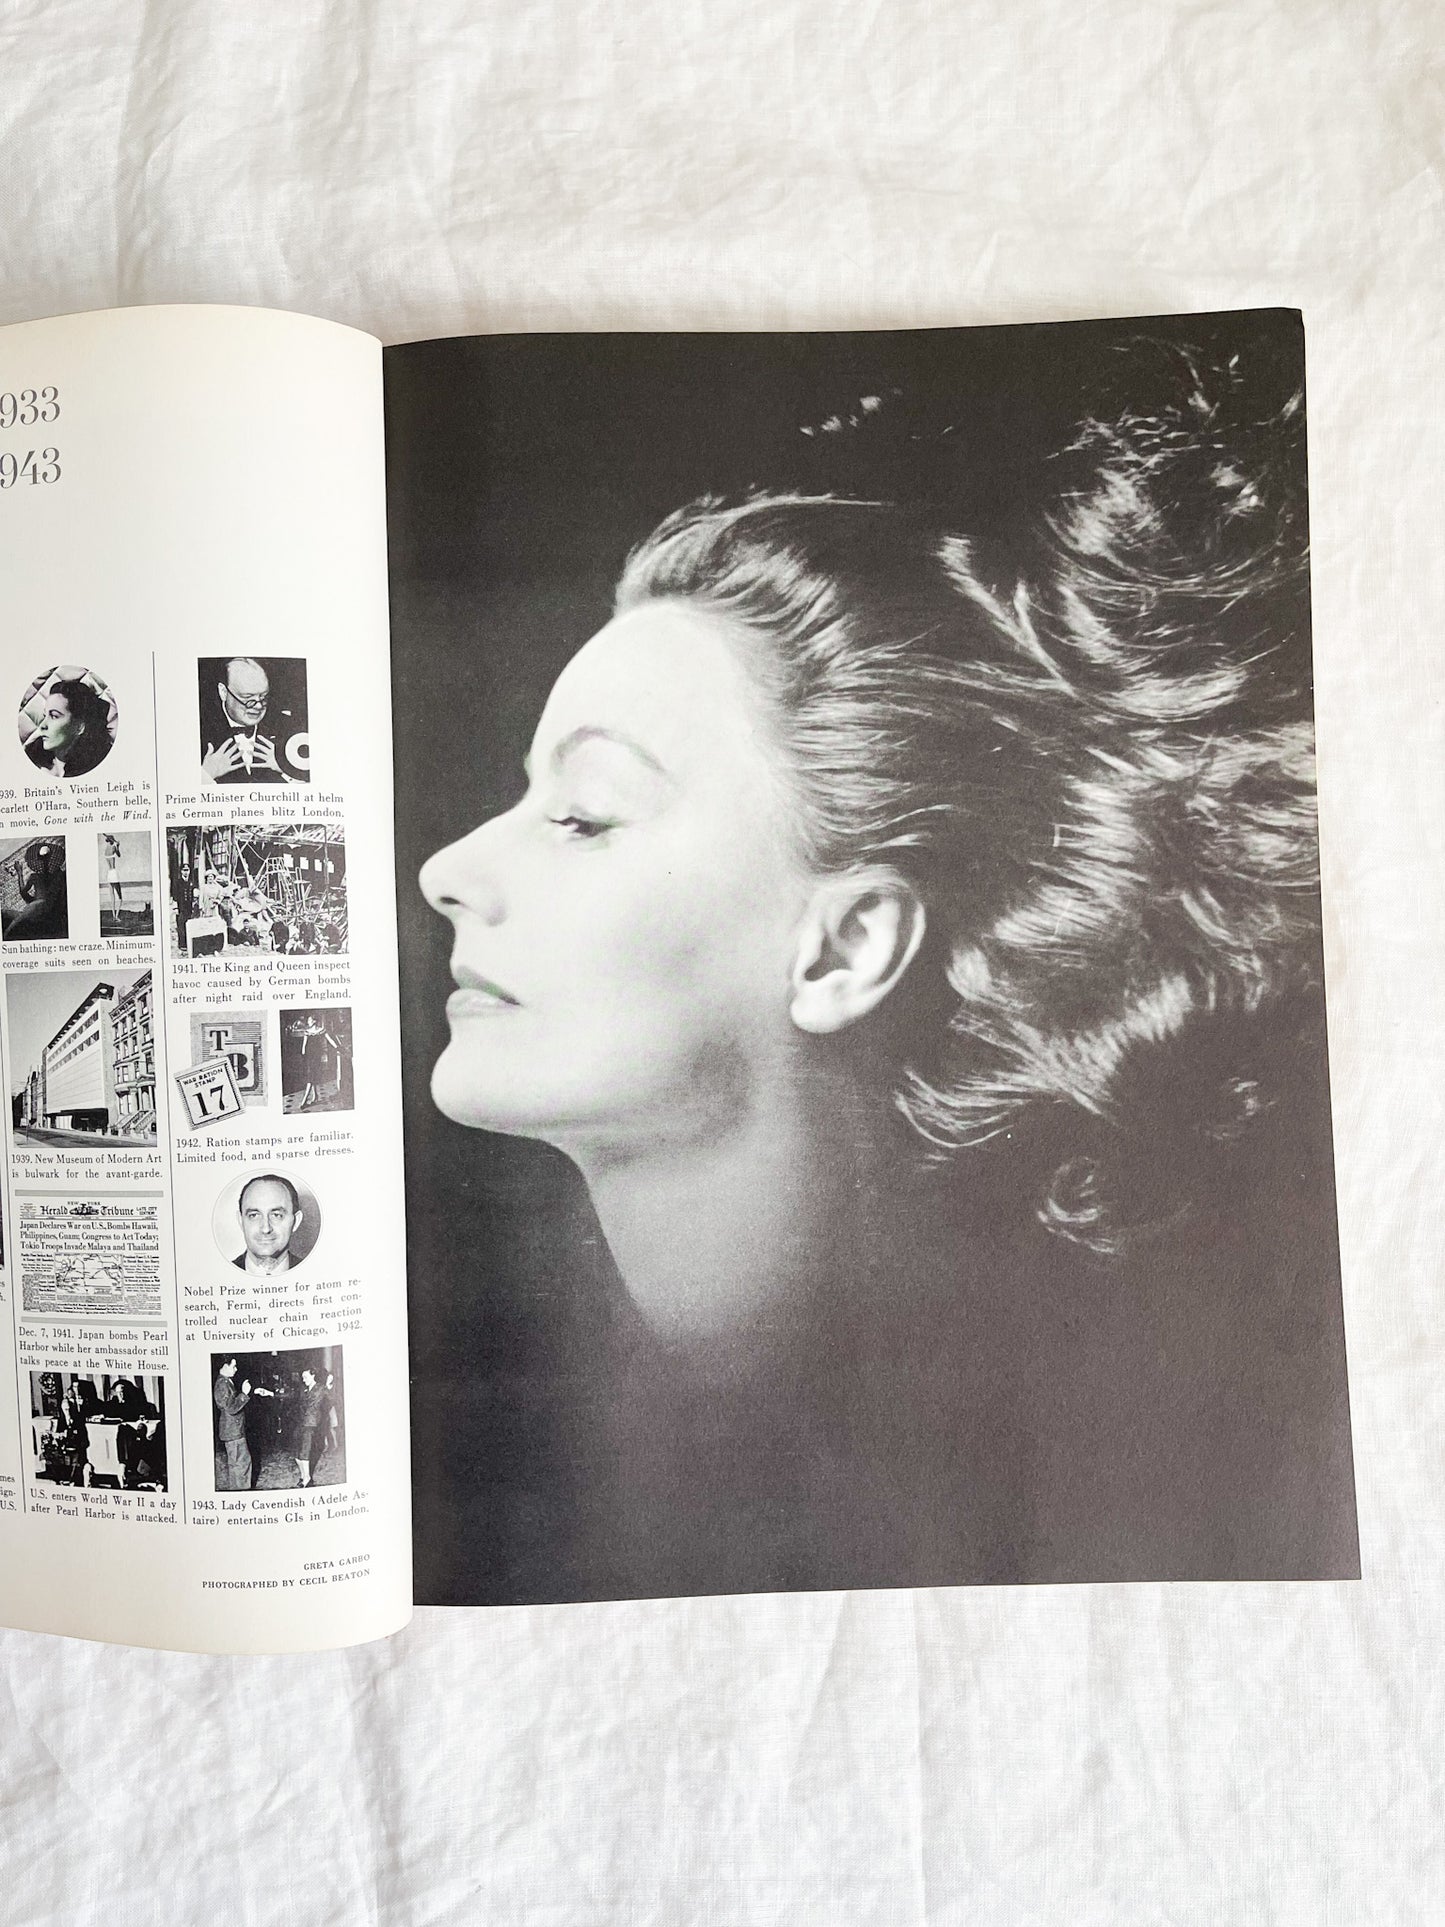 933
943
939. Britain's Vivien Leigh is
carlett O'Hara, Southern belle,
n movie, Gone with the Wind.
Sun bathing: new craze. Minimum-
coverage suits seen on beaches.
1939. New Museum of Modern Art
is bulwark for the avant-garde.
NEW YORK
Herald Tribune LATE CITY EDITION
Japan Declares War on U.S., Bombs Hawaii,
Philippines, Guam; Congress to Act Today;
Tokio Troops Invade Malaya and Thailand
Dec. 7, 1941. Japan bombs Pearl
Harbor while her ambassador still
talks peace at the White House.
mes
ign-
U.S.
U.S. enters World War II a day
after Pearl Harbor is attacked.
Prime Minister Churchill at helm
as German planes blitz London.
1941. The King and Queen inspect
havoc caused by German bombs
after night raid over England.
T
B
WAR RATION
STAMP
17
1942. Ration stamps are familiar.
Limited food, and sparse dresses.
Nobel Prize winner for atom re-
search, Fermi, directs first con-
trolled nuclear chain reaction
at University of Chicago, 1942.
1943. Lady Cavendish (Adele As-
taire) entertains GIs in London.
GRETA GARBO
PHOTOGRAPHED BY CECIL BEATON